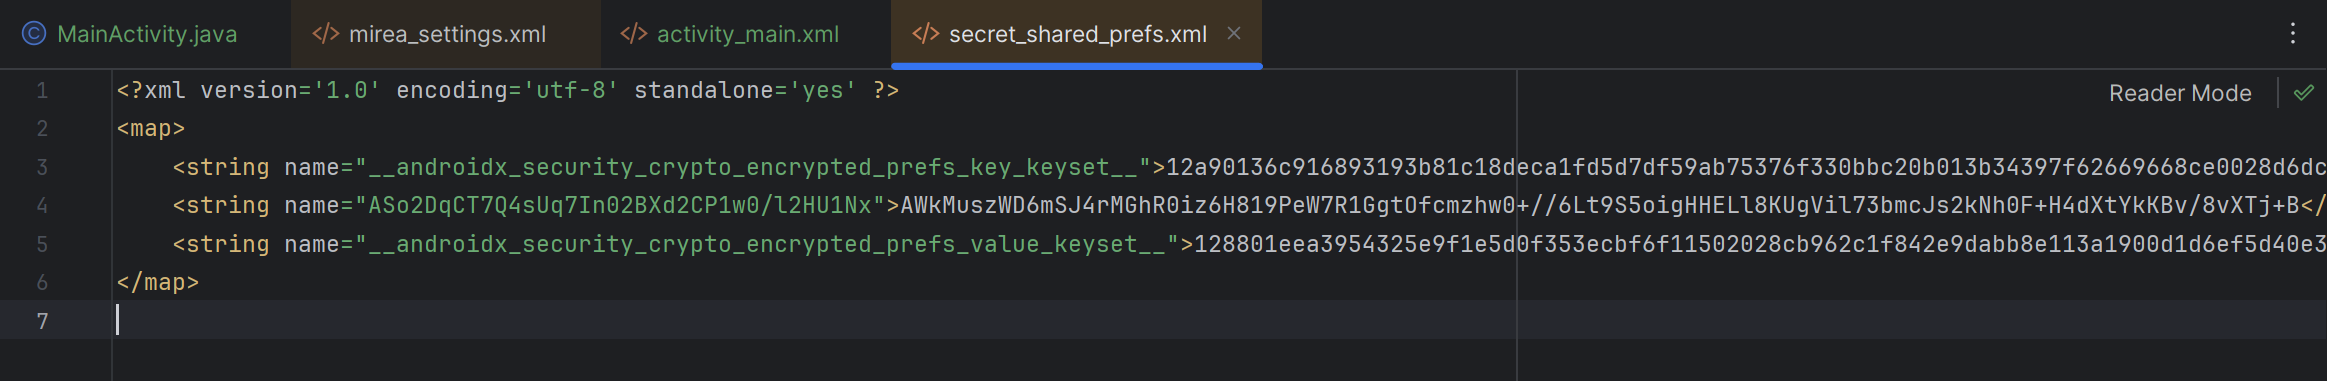 MainActivity.java mirea_settings.xml activity_main.xml secret_shared_prefs.xml
Reader Mode
1 <?xml version='1.0' encoding='utf-8' standalone='yes' ?>
2 <map>
3 <string name="__androidx_security_crypto_encrypted_prefs_key_keyset__">12a90136c916893193b81c18deca1fd5d7df59ab75376f330bbc20b013b34397f62669668ce0028d6dc
4 <string name="ASo2DqCT7Q4sUq7In02BXd2CP1w0/l2HU1Nx">AWkMuszWD6mSJ4rMGhR0iz6H819PeW7R1GgtOfcmzhw0+//6Lt9S5oigHHELl8KUgVil73bmcJs2kNh0F+H4dXtYkKBv/8vXTj+B</
5 <string name="__androidx_security_crypto_encrypted_prefs_value_keyset__">128801eea3954325e9f1e5d0f353ecbf6f11502028cb962c1f842e9dabb8e113a1900d1d6ef5d40e3
6 </map>
7